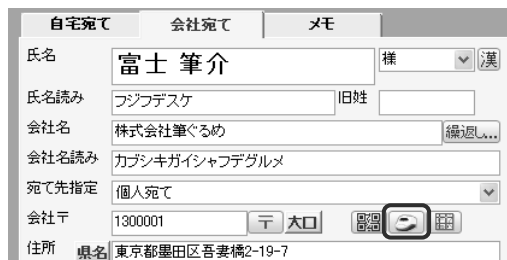 自宅宛て 会社宛て メモ
氏名 富士 筆介 様 漢
氏名読み フジフデスケ 旧姓
会社名 株式会社筆ぐるめ 繰返し...
会社名読み カブシキガイシャフデグルメ
宛て先指定 個人宛て
会社〒 1300001 〒 大口
住所 県名 東京都墨田区吾妻橋2-19-7